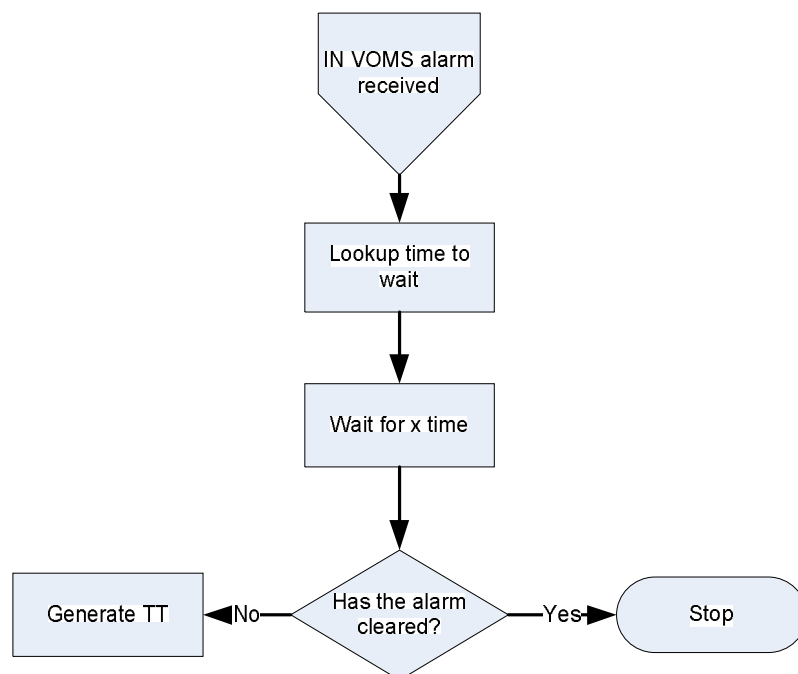 IN VOMS alarm
received
Lookup time to
wait
Wait for x time
Has the alarm
cleared?
No
Yes
Generate TT
Stop